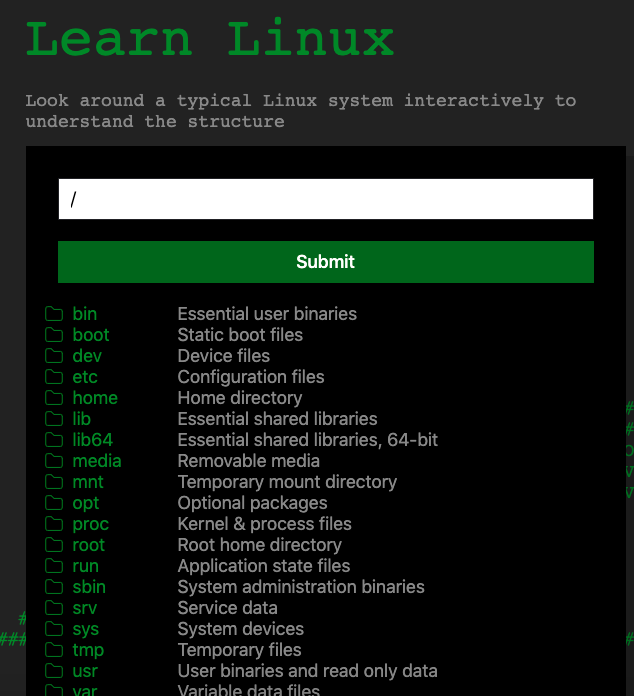 Learn Linux
Look around a typical Linux system interactively to
understand the structure
/
Submit
bin Essential user binaries
boot Static boot files
dev Device files
etc Configuration files
home Home directory
lib Essential shared libraries
lib64 Essential shared libraries, 64-bit
media Removable media
mnt Temporary mount directory
opt Optional packages
proc Kernel & process files
root Root home directory
run Application state files
sbin System administration binaries
srv Service data
sys System devices
tmp Temporary files
usr User binaries and read only data
var Variable data files